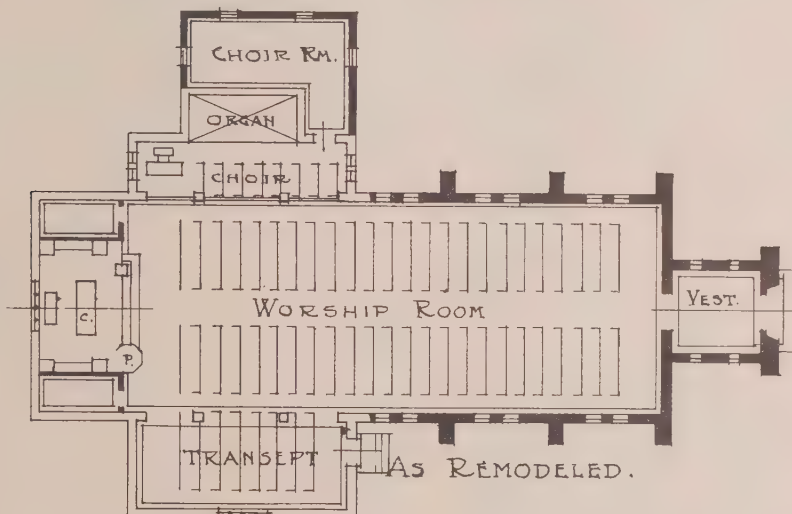 CHOIR RM.
ORGAN
CHOIR
WORSHIP ROOM
VEST.
C.
P.
TRANSEPT
AS REMODELED.